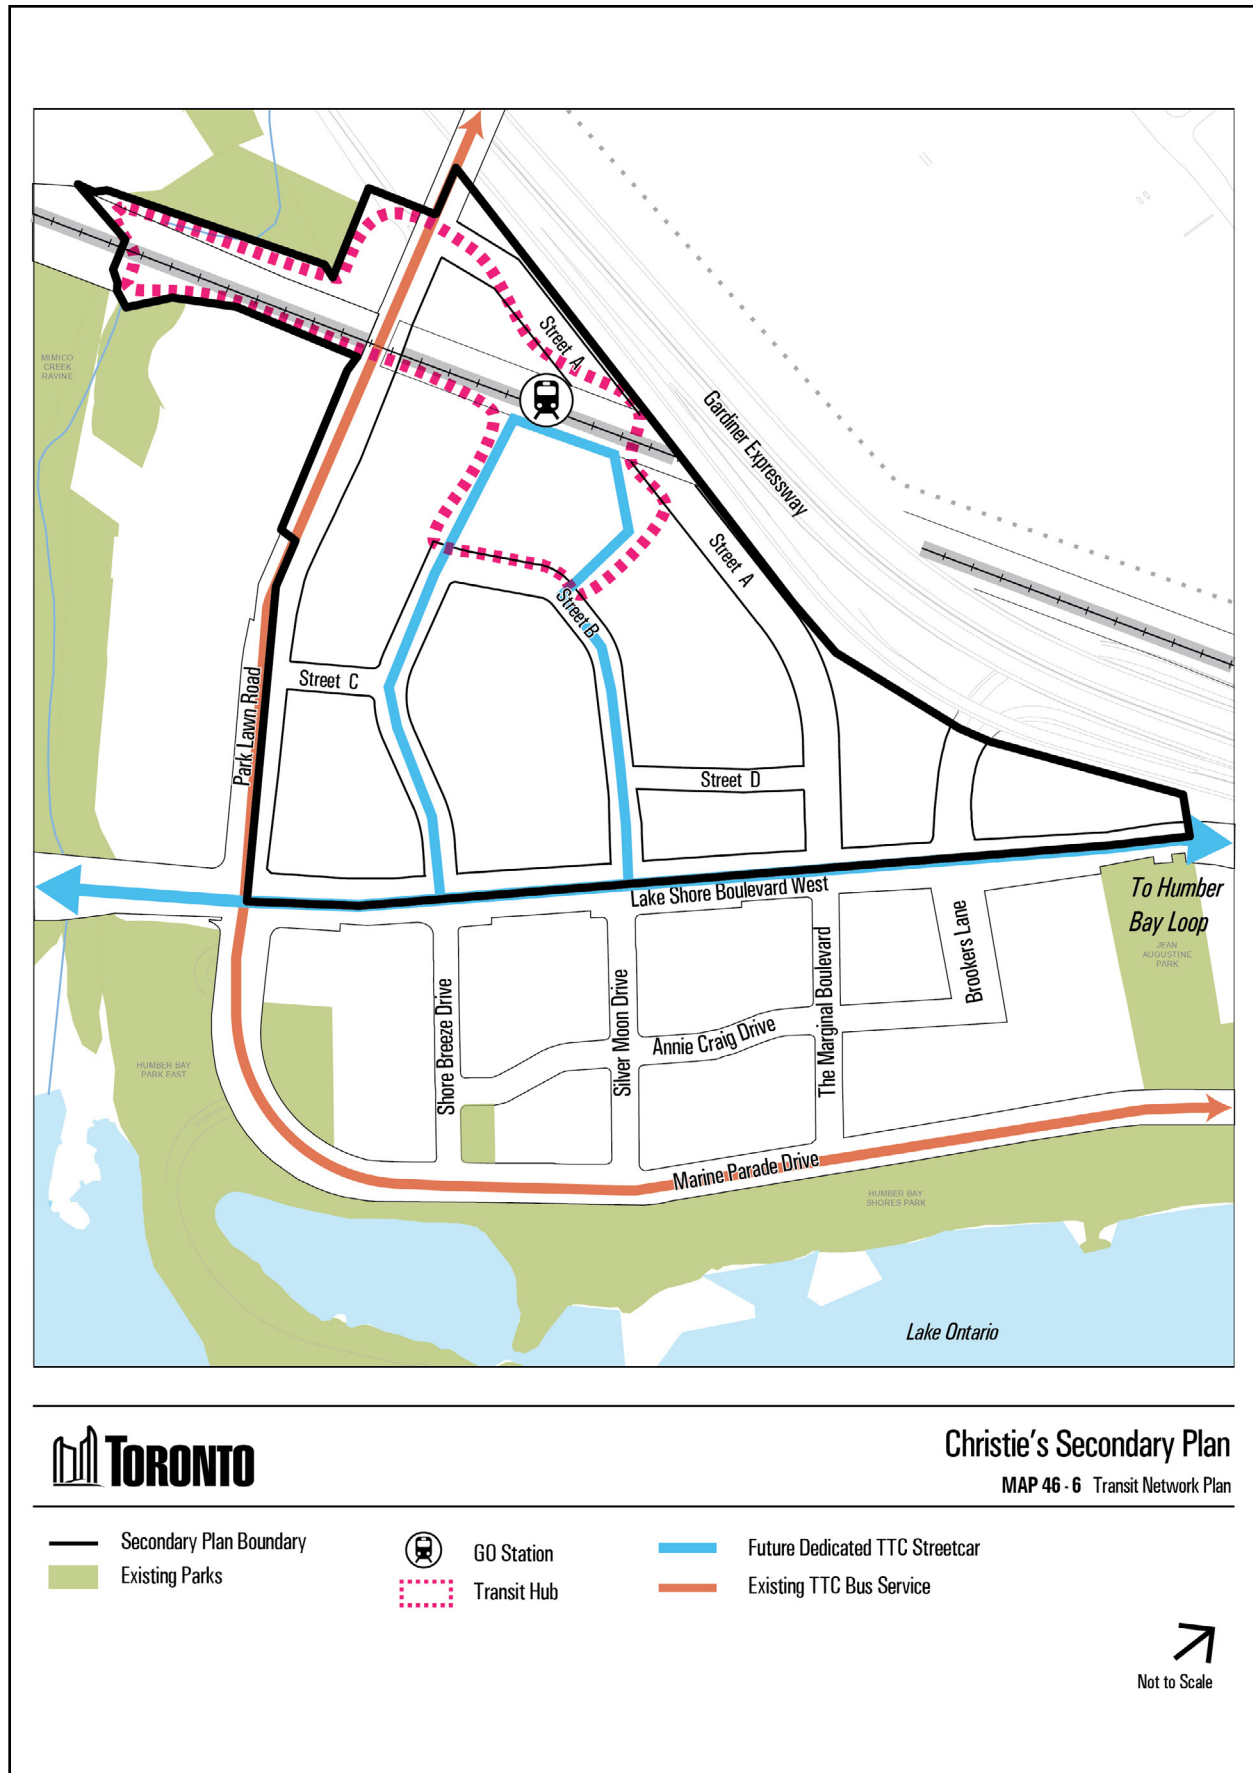 MIMICO
CREEK
RAVINE
Street A
Gardiner Expressway
Street A
Street B
Street C
Park Lawn Road
Street D
Lake Shore Boulevard West
To Humber
Bay Loop
JEAN
AUGUSTINE
PARK
Brookers Lane
The Marginal Boulevard
Silver Moon Drive
Shore Breeze Drive
Annie Craig Drive
HUMBER BAY
PARK EAST
Marine Parade Drive
HUMBER BAY
SHORES PARK
Lake Ontario
TORONTO
Christie's Secondary Plan
MAP 46 - 6 Transit Network Plan
Secondary Plan Boundary
Existing Parks
GO Station
Transit Hub
Future Dedicated TTC Streetcar
Existing TTC Bus Service
Not to Scale